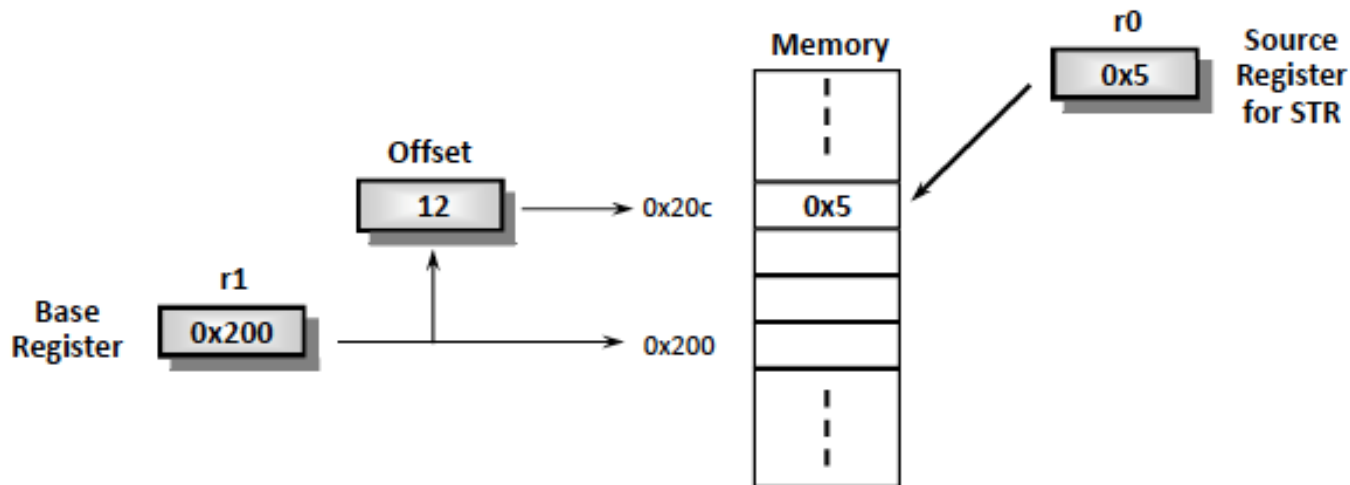 r0
Memory
0x5
Source
Register
for STR
Offset
12
0x20c
0x5
r1
Base
Register
0x200
0x200